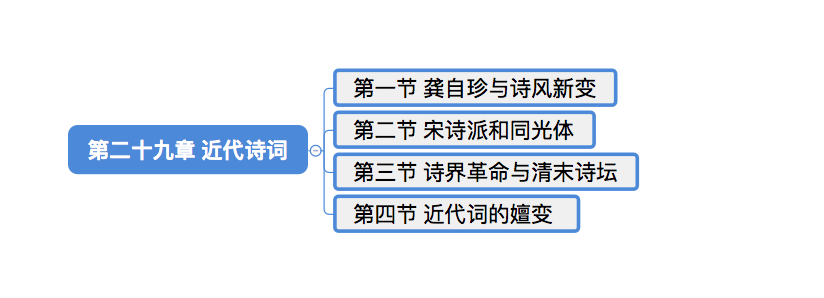 第二十九章 近代诗词
第一节 龚自珍与诗风新变
第二节 宋诗派和同光体
第三节 诗界革命与清末诗坛
第四节 近代词的嬗变